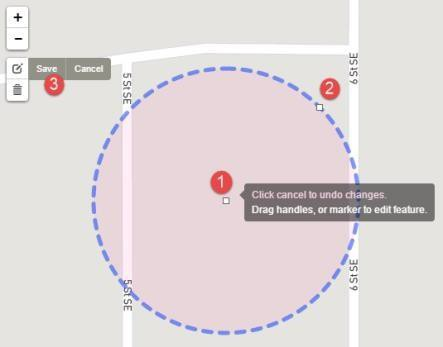 +
-
Save Cancel
3
5 St SE
6 St SE
2
1
Click cancel to undo changes.
Drag handles, or marker to edit feature.
5 St SE
6 St SE